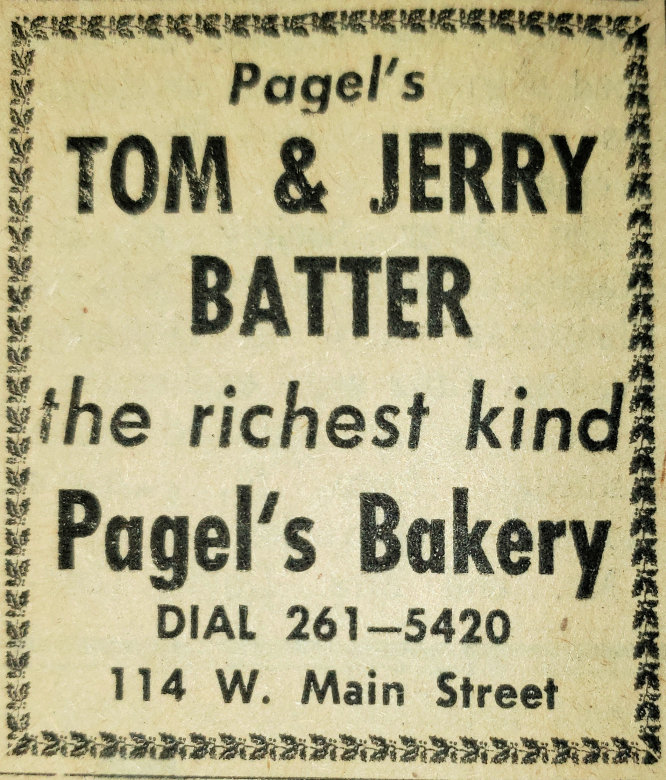 Pagel's
TOM & JERRY
BATTER
the richest kind
Pagel's Bakery
DIAL 261—5420
114 W. Main Street